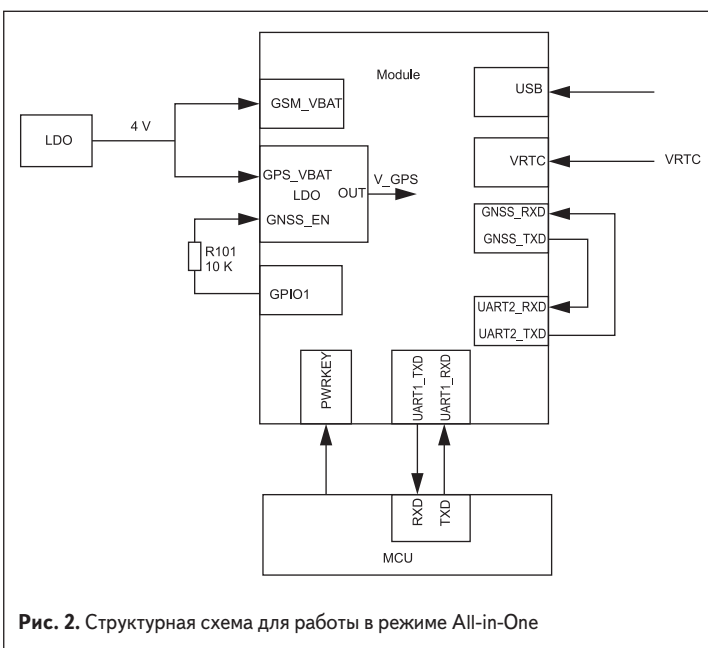 Module
USB
GSM_VBAT
LDO
4 V
VRTC
VRTC
GPS_VBAT
V_GPS
LDO
OUT
GNSS_EN
GNSS_RXD
GNSS_TXD
R101
10 K
GPIO1
UART2_RXD
UART2_TXD
PWRKEY
UART1_TXD
UART1_RXD
RXD
TXD
MCU
Рис. 2. Структурная схема для работы в режиме All-in-One